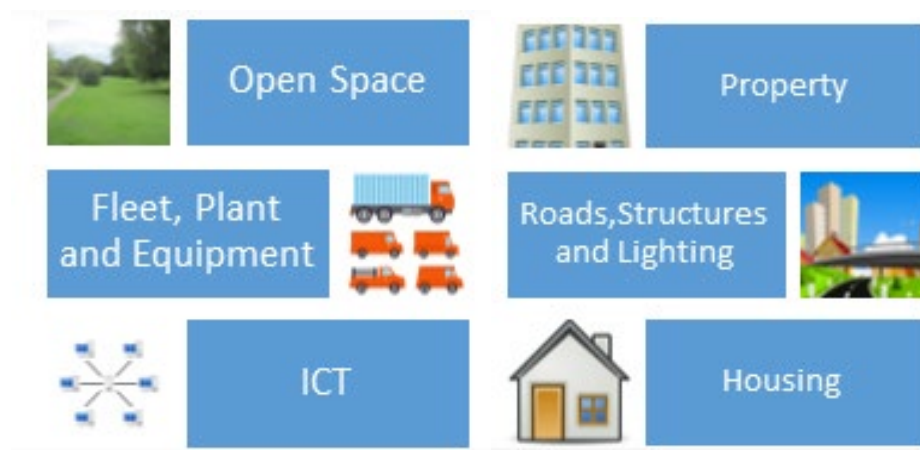 Open Space
Property
Fleet, Plant
and Equipment
Roads,Structures
and Lighting
ICT
Housing